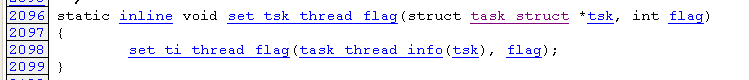 2096 static inline void set_tsk_thread_flag(struct task_struct *tsk, int flag)
2097 {
2098         set_ti_thread_flag(task_thread_info(tsk), flag);
2099 }